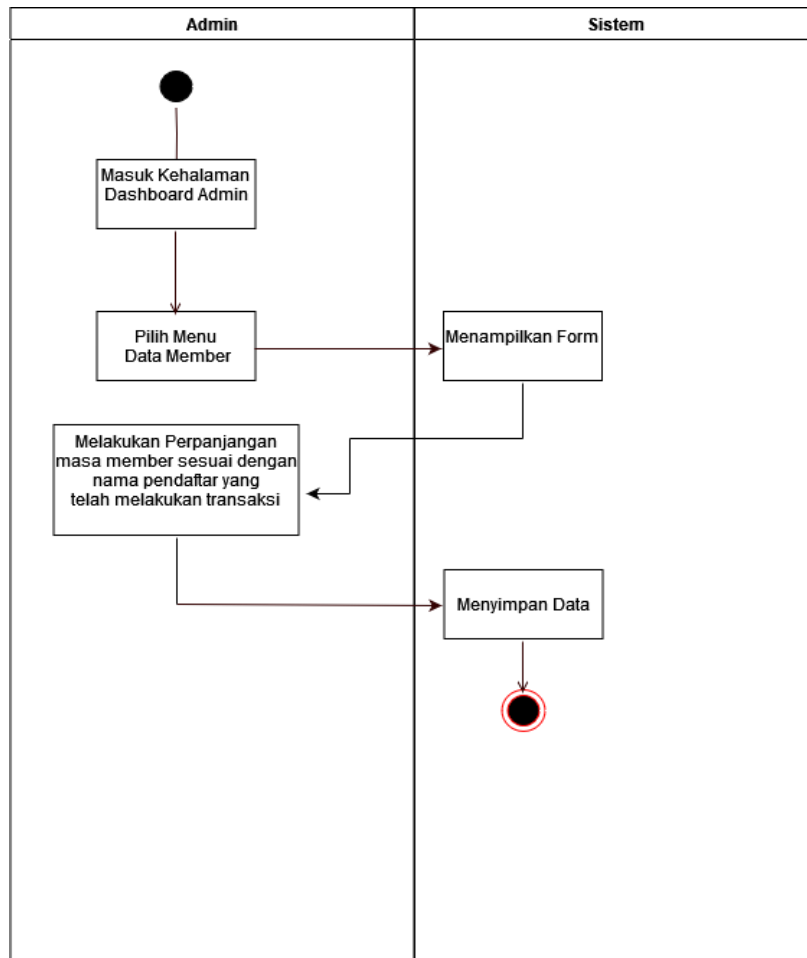 Admin
Sistem
Masuk Kehalaman
Dashboard Admin
Pilih Menu
Data Member
Menampilkan Form
Melakukan Perpanjangan
masa member sesuai dengan
nama pendaftar yang
telah melakukan transaksi
Menyimpan Data